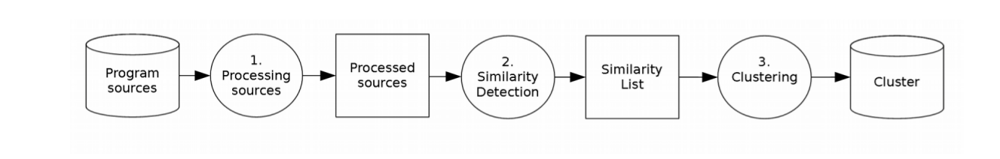 Program
sources
1.
Processing
sources
Processed
sources
2.
Similarity
Detection
Similarity
List
3.
Clustering
Cluster